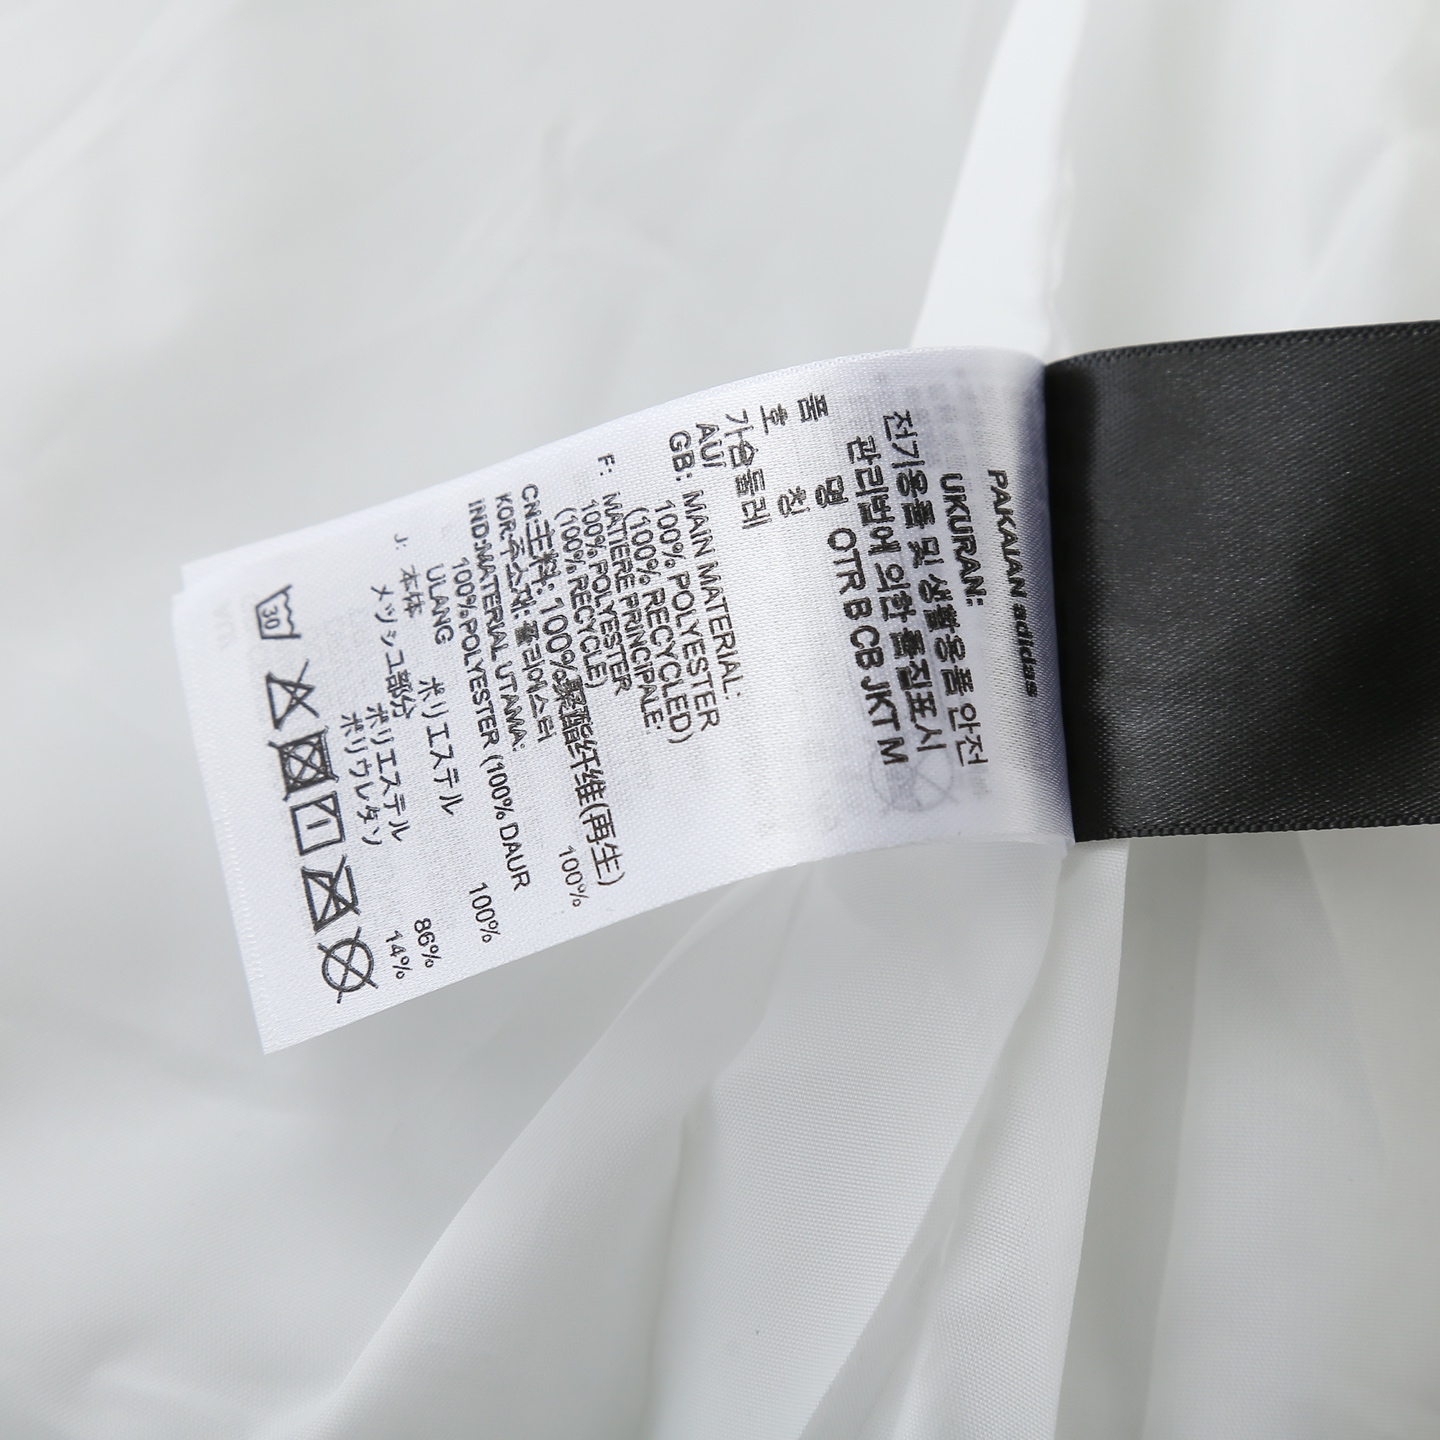 PAKAIAN adidas
UKURAN:
전기용품 및 생활용품 안전
관리법에 의한 품질표시
품 명 OTR B CB JKT M
호 칭
가슴둘레
AU/
GB: MAIN MATERIAL:
100% POLYESTER
(100% RECYCLED)
F: MATIERE PRINCIPALE:
100% POLYESTER
(100% RECYCLE)
CN:主料: 100%聚酯纤维(再生)
KOR:주소재: 폴리에스터 100%
IND:MATERIAL UTAMA:
100%POLYESTER (100% DAUR
ULANG
J: 本体 ポリエステル 100%
メッシュ部分 ポリエステル 86%
ポリウレタン 14%
30